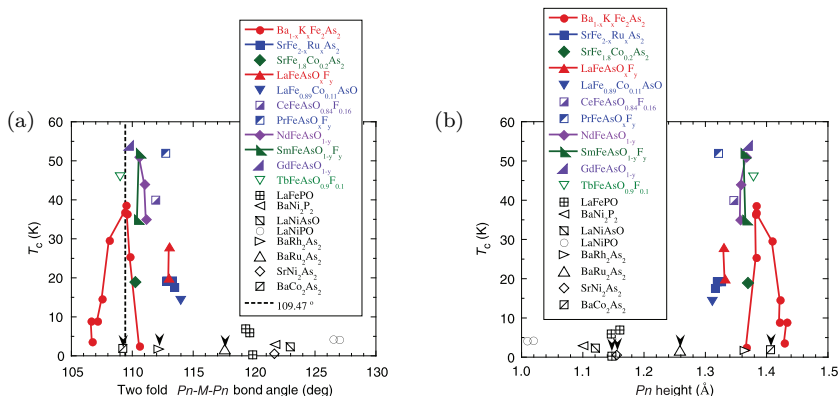 (a)
Ba1-xKxFe2As2
SrFe2-xRuxAs2
SrFe1.8Co0.2As2
LaFeAsOxFy
LaFe0.89Co0.11AsO
CeFeAsO0.84F0.16
PrFeAsOxFy
NdFeAsO1-y
SmFeAsO1-yFy
GdFeAsO1-y
TbFeAsO0.9F0.1
LaFePO
BaNi2P2
LaNiAsO
LaNiPO
BaRh2As2
BaRu2As2
SrNi2As2
BaCo2As2
109.47 °
60
50
40
30
20
10
0
Tc (K)
105 110 115 120 125 130
Two fold Pn-M-Pn bond angle (deg)
(b)
Ba1-xKxFe2As2
SrFe2-xRuxAs2
SrFe1.8Co0.2As2
LaFeAsOxFy
LaFe0.89Co0.11AsO
CeFeAsO0.84F0.16
PrFeAsOxFy
NdFeAsO1-y
SmFeAsO1-yFy
GdFeAsO1-y
TbFeAsO0.9F0.1
LaFePO
BaNi2P2
LaNiAsO
LaNiPO
BaRh2As2
BaRu2As2
SrNi2As2
BaCo2As2
60
50
40
30
20
10
0
Tc (K)
1.0 1.1 1.2 1.3 1.4 1.5
Pn height (Å)